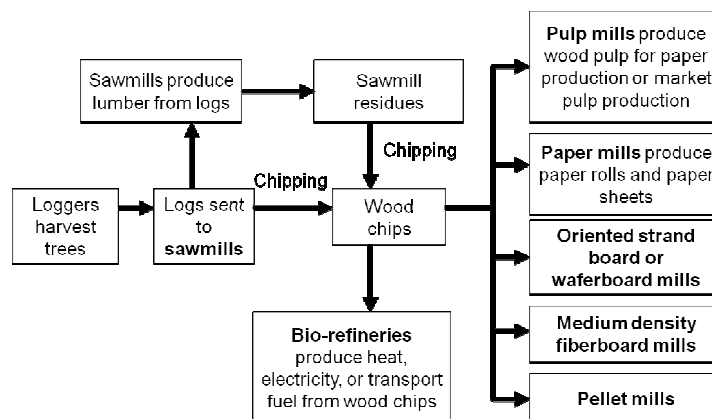 Pulp mills produce
wood pulp for paper
production or market
pulp production
Sawmills produce
lumber from logs
Sawmill
residues
Chipping
Paper mills produce
paper rolls and paper
sheets
Chipping
Loggers
harvest
trees
Logs sent
to
sawmills
Wood
chips
Oriented strand
board or
waferboard mills
Bio-refineries
produce heat,
electricity, or transport
fuel from wood chips
Medium density
fiberboard mills
Pellet mills